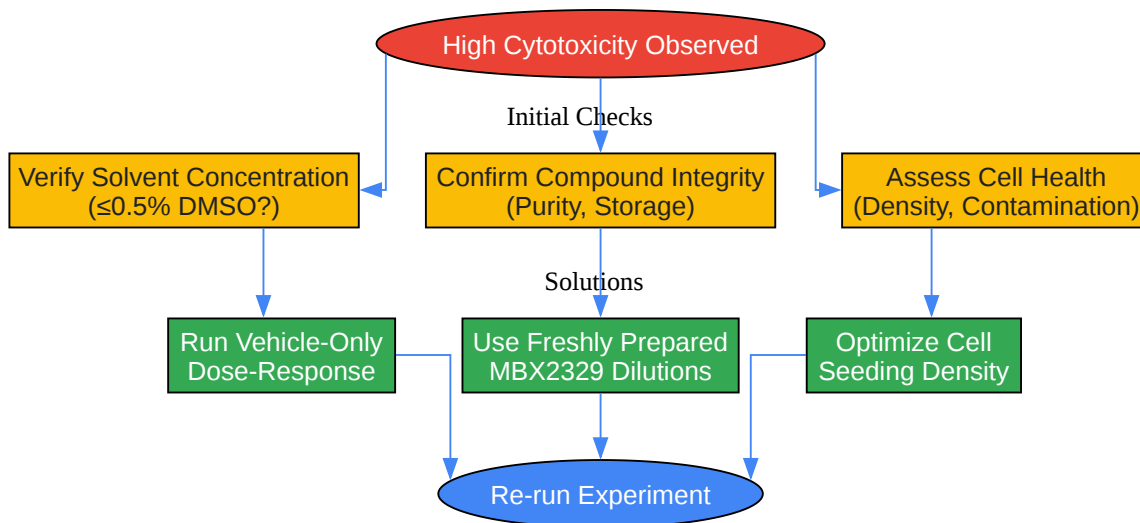 High Cytotoxicity Observed
Initial Checks
Verify Solvent Concentration
(≤0.5% DMSO?)
Confirm Compound Integrity
(Purity, Storage)
Assess Cell Health
(Density, Contamination)
Solutions
Run Vehicle-Only
Dose-Response
Use Freshly Prepared
MBX2329 Dilutions
Optimize Cell
Seeding Density
Re-run Experiment